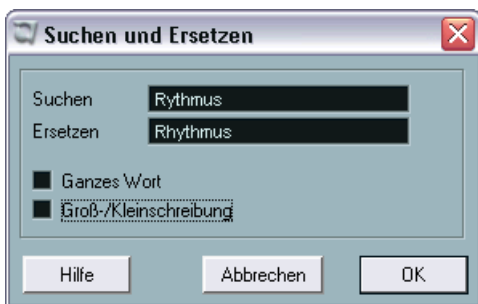 Suchen und Ersetzen
Suchen Rythmus
Ersetzen Rhythmus
Ganzes Wort
Groß-/Kleinschreibung
Hilfe Abbrechen OK